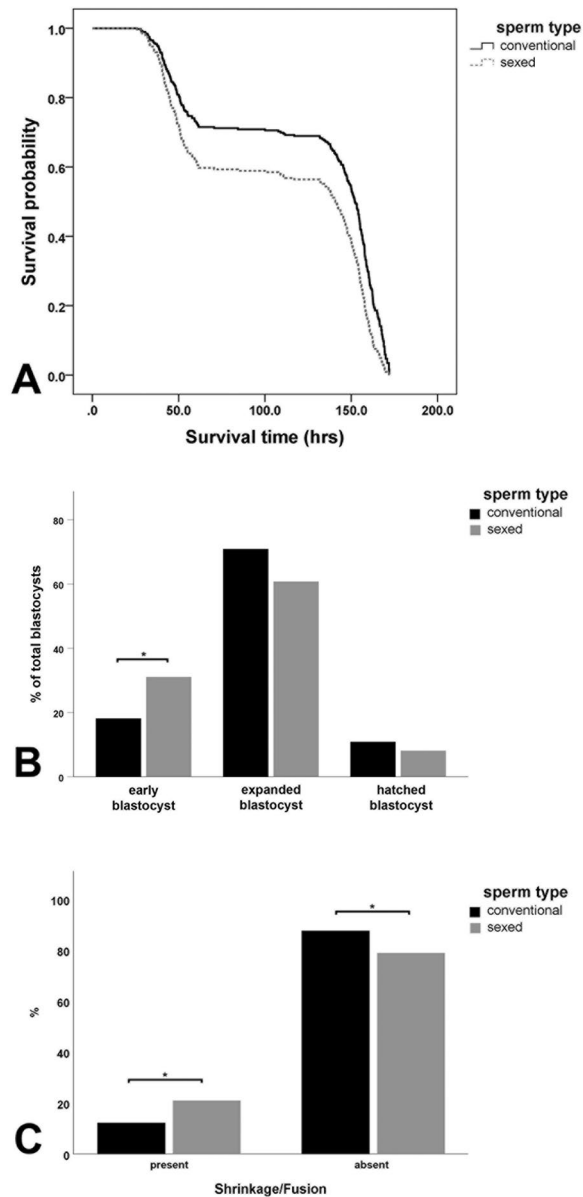 sperm type
conventional
sexed
1.0
0.8
0.6
0.4
0.2
0.0
Survival probability
.0
50.0
100.0
150.0
200.0
Survival time (hrs)
A
sperm type
conventional
sexed
80
60
40
20
0
% of total blastocysts
*
early
blastocyst
expanded
blastocyst
hatched
blastocyst
B
sperm type
conventional
sexed
100
80
60
40
20
0
%
*
*
present
absent
Shrinkage/Fusion
C